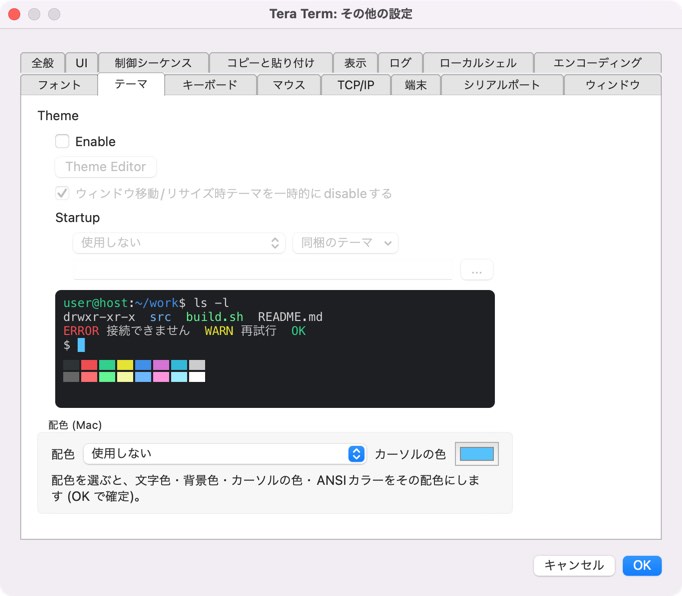 Tera Term: その他の設定
全般 UI 制御シーケンス コピーと貼り付け 表示 ログ ローカルシェル エンコーディング
フォント テーマ キーボード マウス TCP/IP 端末 シリアルポート ウィンドウ
Theme
Enable
Theme Editor
ウィンドウ移動/リサイズ時テーマを一時的にdisableする
Startup
使用しない 同梱のテーマ
...
user@host:~/work$ ls -l
drwxr-xr-x src build.sh README.md
ERROR 接続できません WARN 再試行 OK
$
配色 (Mac)
配色 使用しない カーソルの色
配色を選ぶと、文字色・背景色・カーソルの色・ANSIカラーをその配色にしま
す (OK で確定)。
キャンセル OK